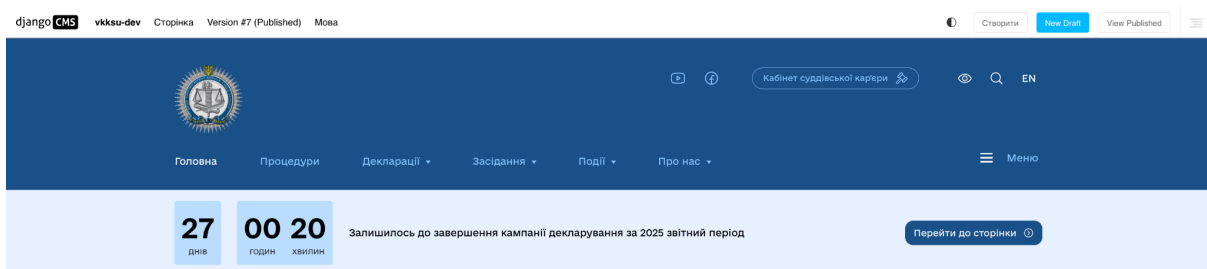 django CMS vkksu-dev Сторінка Version #7 (Published) Мова Створити New Draft View Published
Кабінет суддівської кар'єри EN
Головна Процедури Декларації Засідання Події Про нас Меню
27 00 20 Залишилось до завершення кампанії декларування за 2025 звітний період Перейти до сторінки
днів годин хвилин